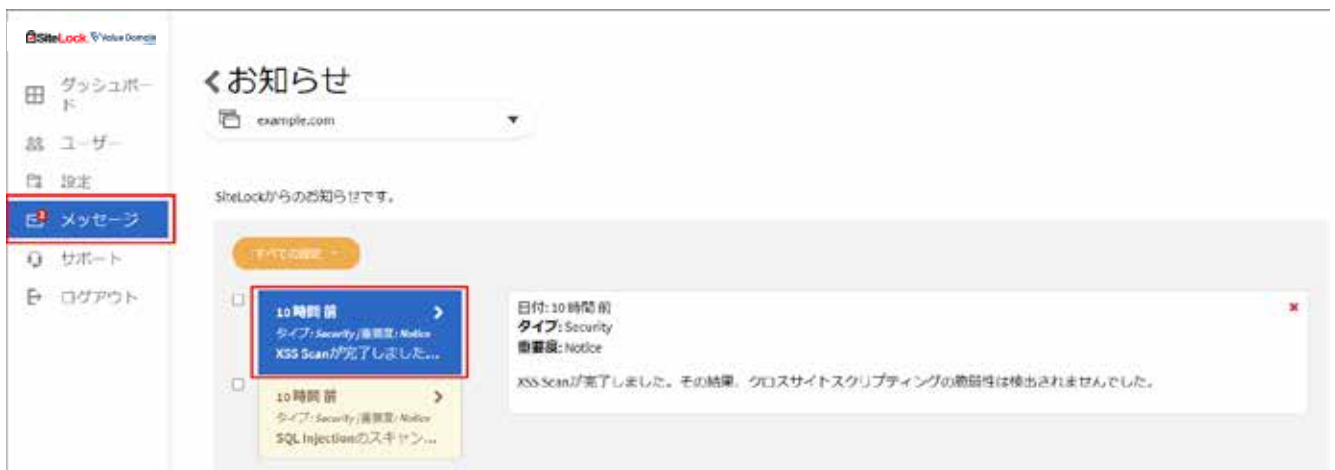 SiteLock Value Domain
ダッシュボー
ド
ユーザー
設定
メッセージ
サポート
ログアウト
お知らせ
example.com
SiteLockからのお知らせです。
すべての設定
10 時間 前
タイプ: Security /重要度: Notice
XSS Scanが完了しました...
10 時間 前
タイプ: Security /重要度: Notice
SQL Injectionのスキャン...
日付: 10 時間 前
タイプ: Security
重要度: Notice
XSS Scanが完了しました。その結果、クロスサイトスクリプティングの脆弱性は検出されませんでした。